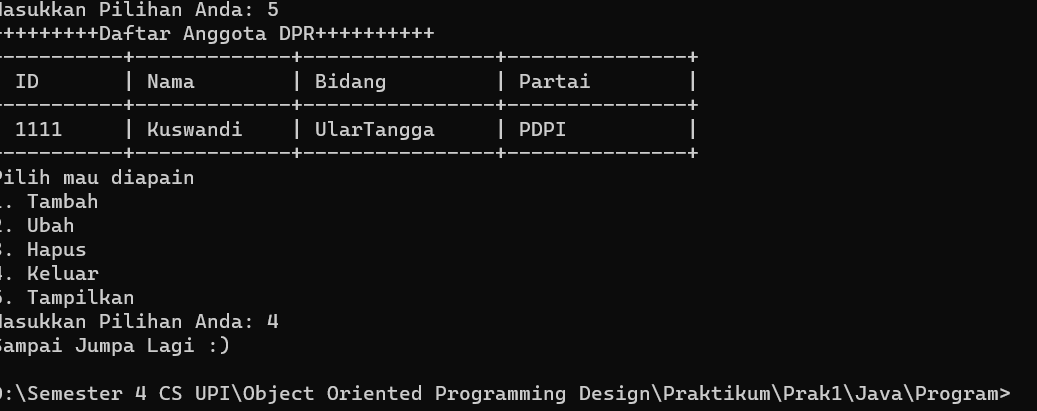 Masukkan Pilihan Anda: 5
+++++++++Daftar Anggota DPR++++++++++
-----------+-------------+----------------+---------------+
ID | Nama | Bidang | Partai |
-----------+-------------+----------------+---------------+
1111 | Kuswandi | UlarTangga | PDPI |
-----------+-------------+----------------+---------------+
Pilih mau diapain
1. Tambah
2. Ubah
3. Hapus
4. Keluar
5. Tampilkan
Masukkan Pilihan Anda: 4
Sampai Jumpa Lagi :)
D:\Semester 4 CS UPI\Object Oriented Programming Design\Praktikum\Prak1\Java\Program>